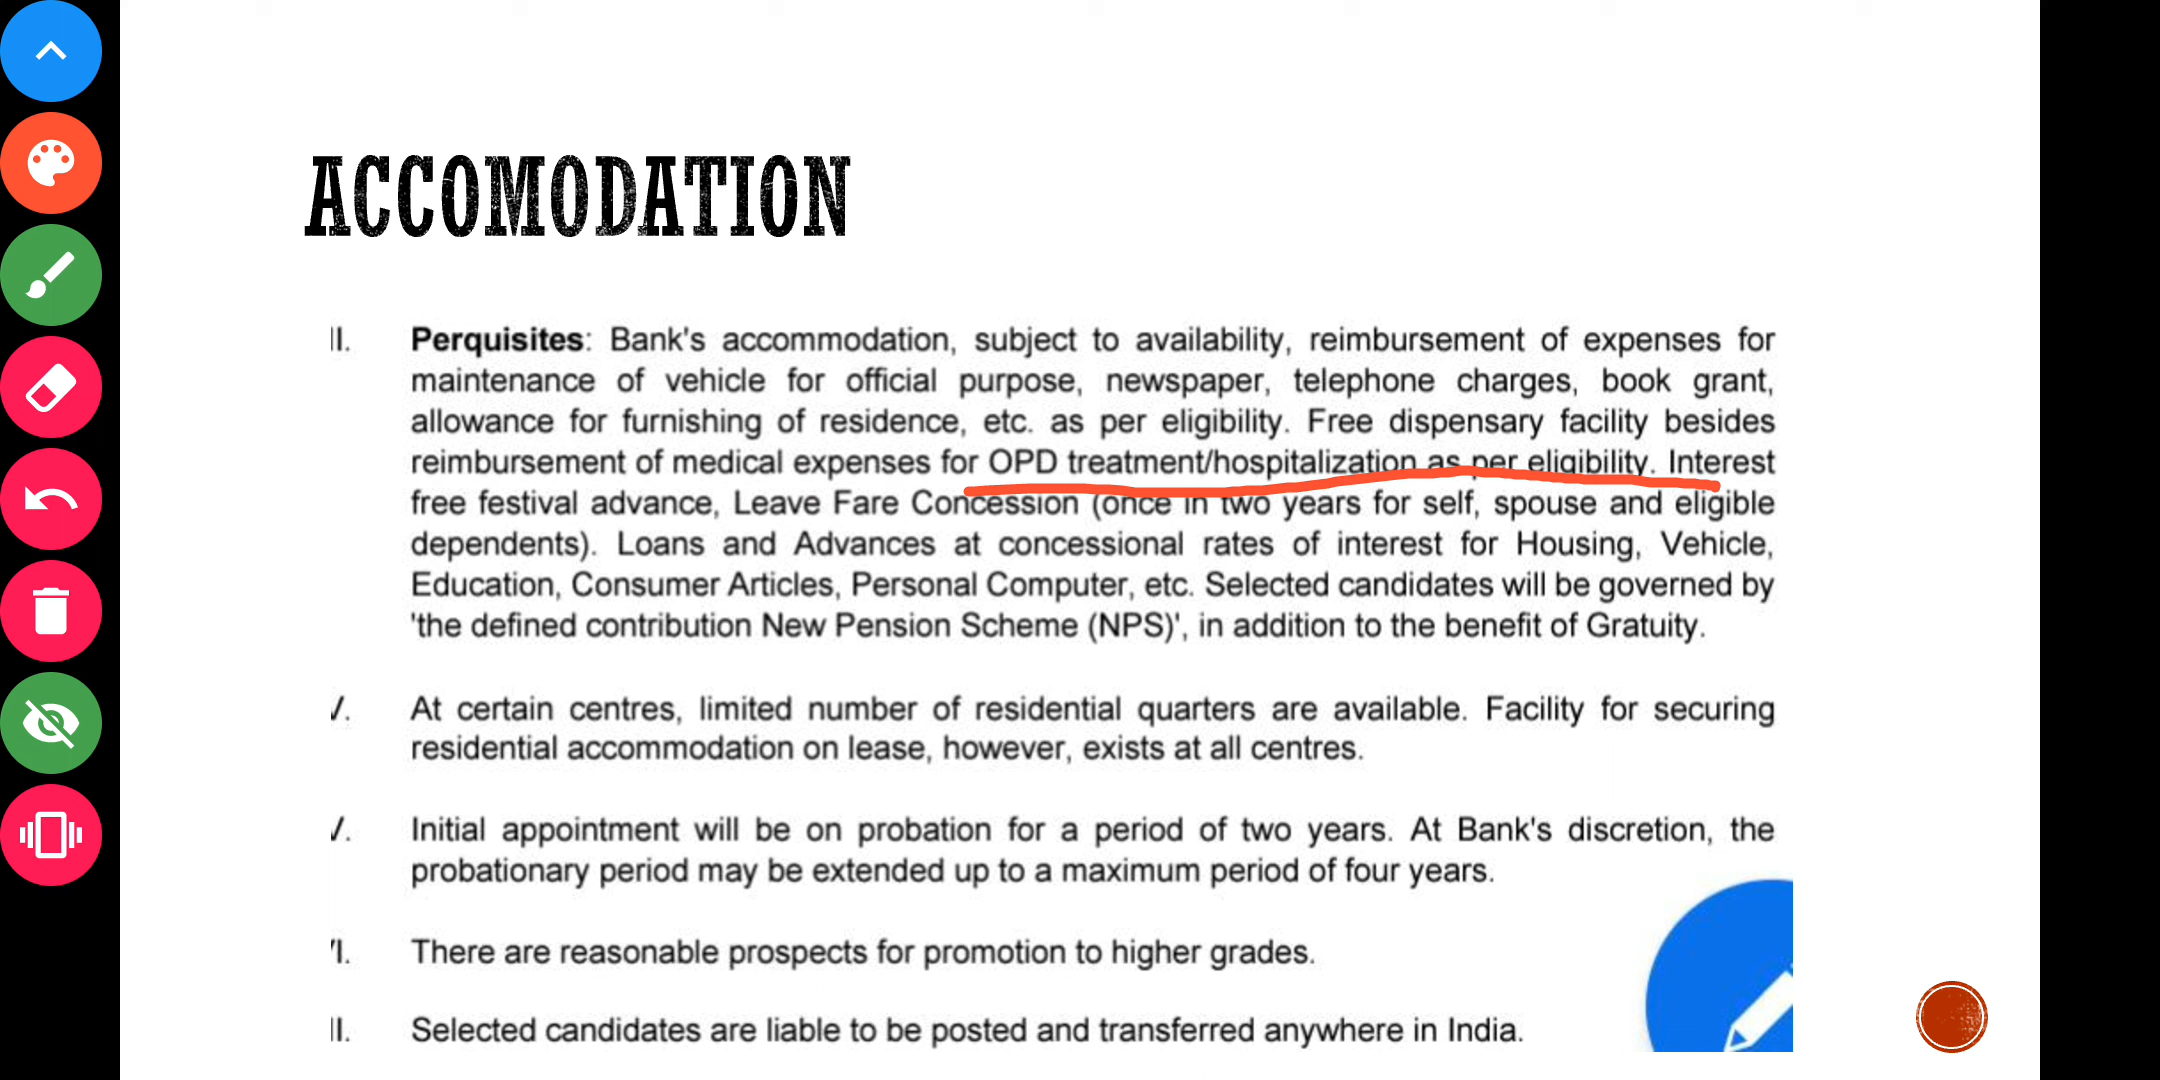 ACCOMODATION
II. Perquisites: Bank's accommodation, subject to availability, reimbursement of expenses for
maintenance of vehicle for official purpose, newspaper, telephone charges, book grant,
allowance for furnishing of residence, etc. as per eligibility. Free dispensary facility besides
reimbursement of medical expenses for OPD treatment/hospitalization as per eligibility. Interest
free festival advance, Leave Fare Concession (once in two years for self, spouse and eligible
dependents). Loans and Advances at concessional rates of interest for Housing, Vehicle,
Education, Consumer Articles, Personal Computer, etc. Selected candidates will be governed by
'the defined contribution New Pension Scheme (NPS)', in addition to the benefit of Gratuity.
V. At certain centres, limited number of residential quarters are available. Facility for securing
residential accommodation on lease, however, exists at all centres.
V. Initial appointment will be on probation for a period of two years. At Bank's discretion, the
probationary period may be extended up to a maximum period of four years.
I. There are reasonable prospects for promotion to higher grades.
II. Selected candidates are liable to be posted and transferred anywhere in India.